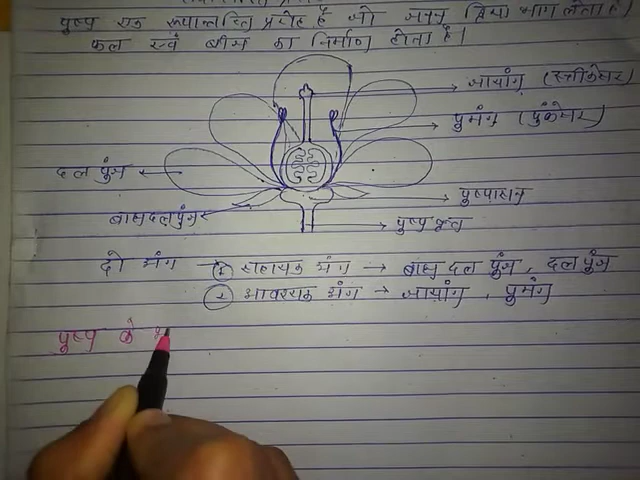 पुष्प एक रूपान्तरित प्ररोह है जो जनन क्रिया भाग लेता है
फल एवं बीज का निर्माण होता है।
जायांग (स्त्रीकेसर)
पुमंग (पुंकेसर)
दल पुंज
पुष्पासन
बाह्यदलपुंज
पुष्प वृन्त
दो अंग → ① सहायक अंग → बाह्य दल पुंज , दल पुंज
② आवश्यक अंग → जायांग , पुमंग
पुष्प के